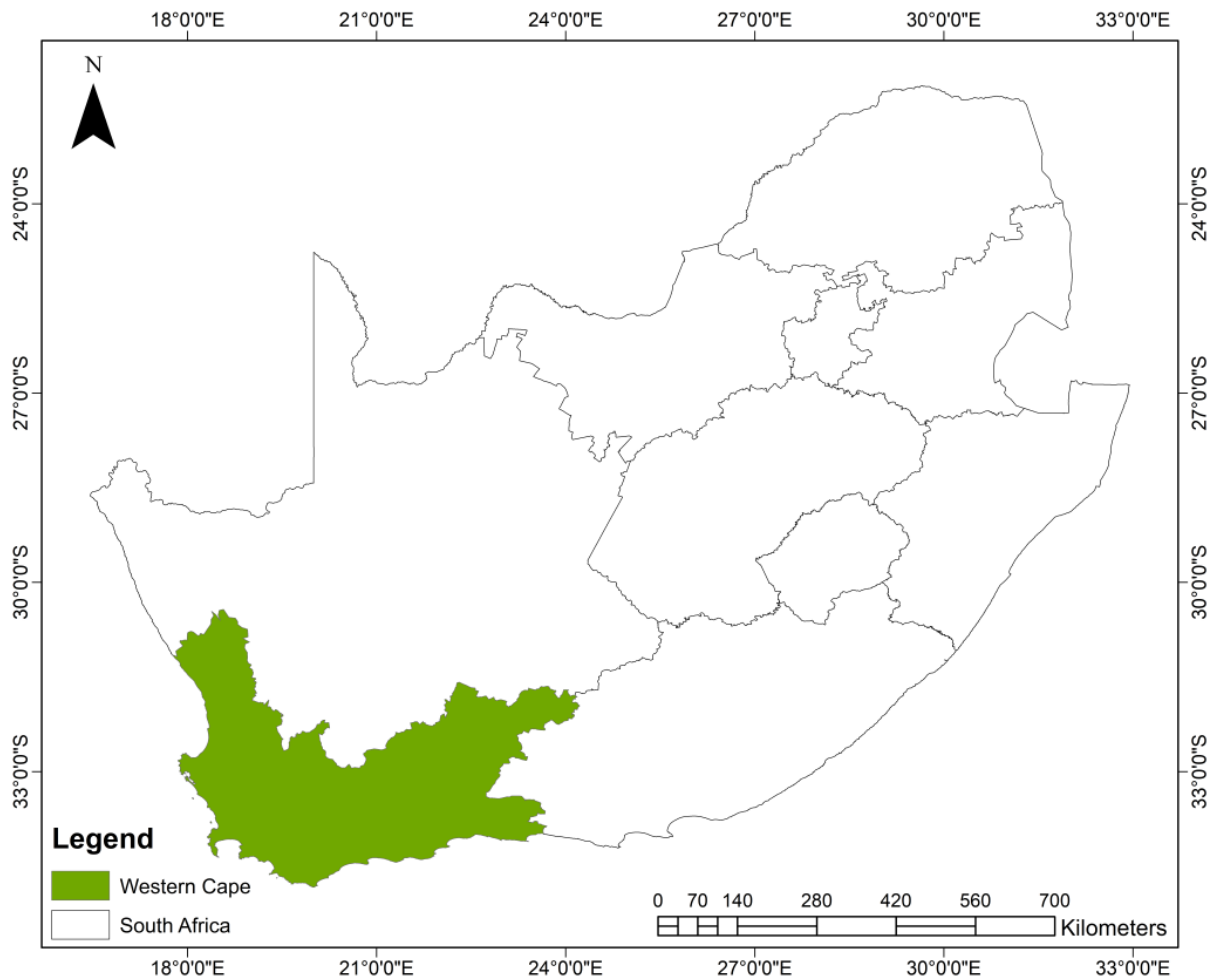 18°0'0"E 21°0'0"E 24°0'0"E 27°0'0"E 30°0'0"E 33°0'0"E
N
24°0'0"S 24°0'0"S
27°0'0"S 27°0'0"S
30°0'0"S 30°0'0"S
33°0'0"S 33°0'0"S
Legend
Western Cape
South Africa
0 70 140 280 420 560 700
Kilometers
18°0'0"E 21°0'0"E 24°0'0"E 27°0'0"E 30°0'0"E 33°0'0"E